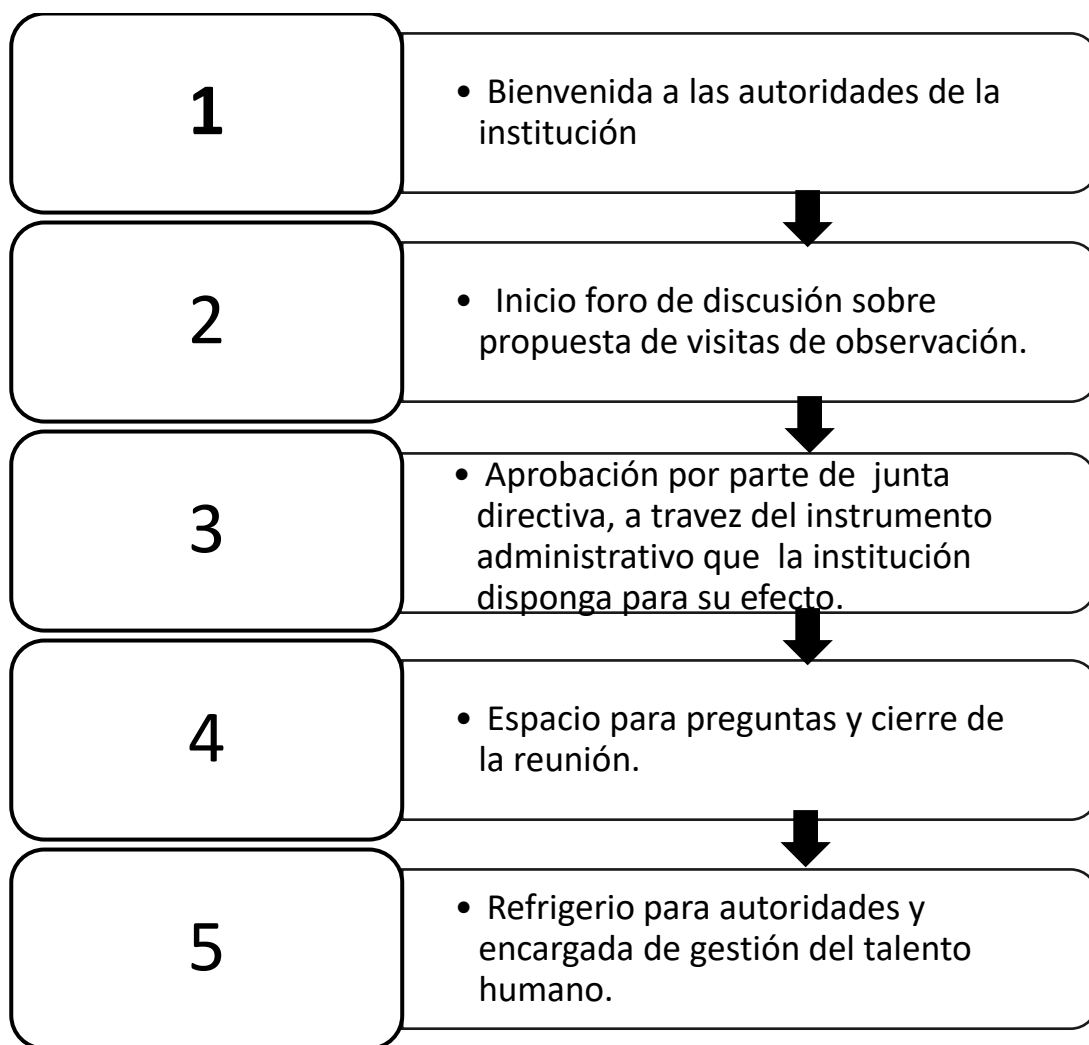 1
• Bienvenida a las autoridades de la
institución
2
• Inicio foro de discusión sobre
propuesta de visitas de observación.
3
• Aprobación por parte de junta
directiva, a travez del instrumento
administrativo que la institución
disponga para su efecto.
4
• Espacio para preguntas y cierre de
la reunión.
5
• Refrigerio para autoridades y
encargada de gestión del talento
humano.